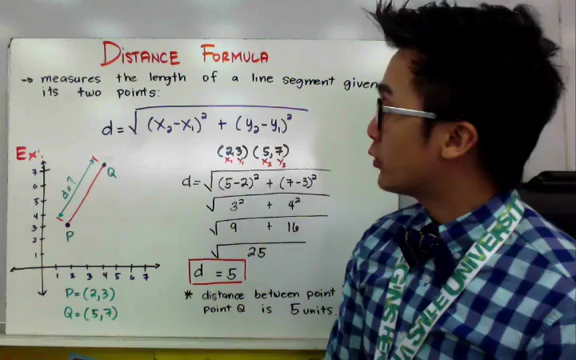 DISTANCE FORMULA
→ measures the length of a line segment given
its two points:
d = √(x₂-x₁)² + (y₂-y₁)²
Ex:
(2,3) (5,7)
x₁ y₁ x₂ y₂
d = √(5-2)² + (7-3)²
√3² + 4²
√9 + 16
√25
d = 5
* distance between point
point Q is 5 units
7
6
5
4
3
2
1
1 2 3 4 5 6 7
d = ?
Q
P
P = (2,3)
Q = (5,7)
UNIVERSITY